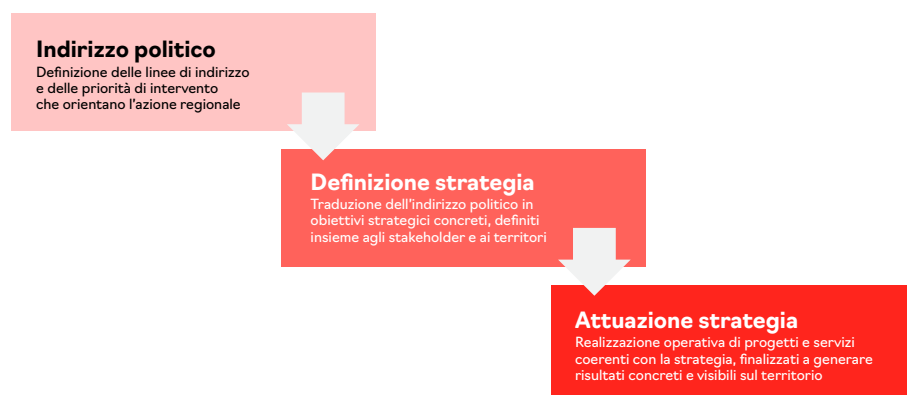 Indirizzo politico
Definizione delle linee di indirizzo
e delle priorità di intervento
che orientano l'azione regionale
Definizione strategia
Traduzione dell'indirizzo politico in
obiettivi strategici concreti, definiti
insieme agli stakeholder e ai territori
Attuazione strategia
Realizzazione operativa di progetti e servizi
coerenti con la strategia, finalizzati a generare
risultati concreti e visibili sul territorio